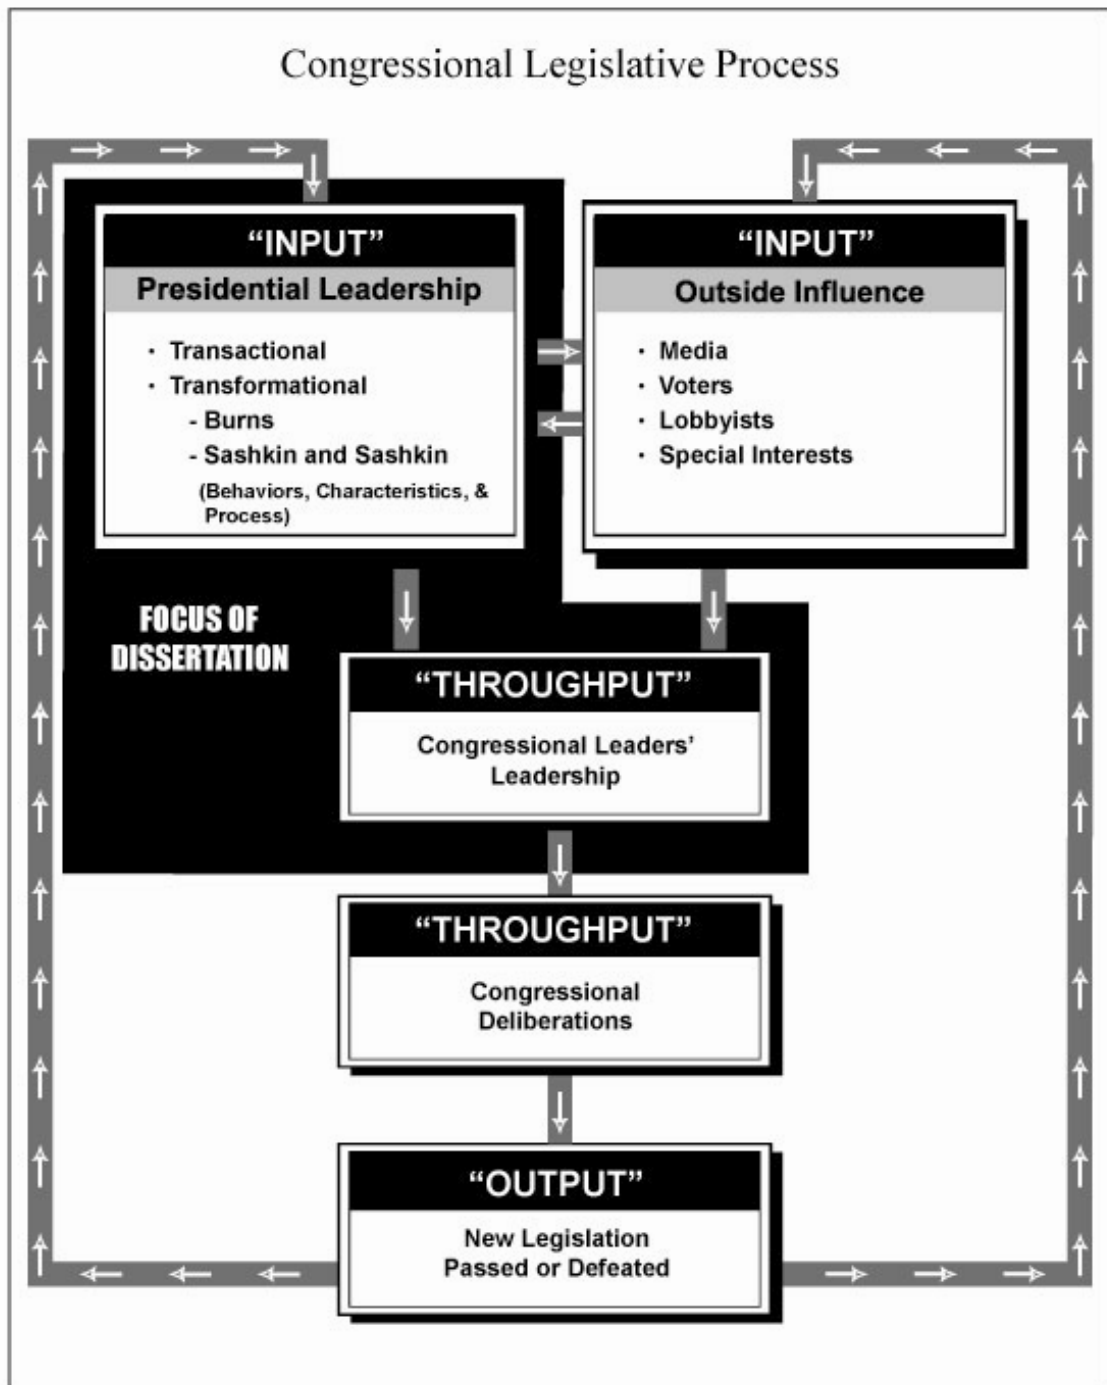 Congressional Legislative Process
“INPUT”
Presidential Leadership
· Transactional
· Transformational
- Burns
- Sashkin and Sashkin
(Behaviors, Characteristics, &
Process)
“INPUT”
Outside Influence
· Media
· Voters
· Lobbyists
· Special Interests
FOCUS OF
DISSERTATION
“THROUGHPUT”
Congressional Leaders’
Leadership
“THROUGHPUT”
Congressional
Deliberations
“OUTPUT”
New Legislation
Passed or Defeated